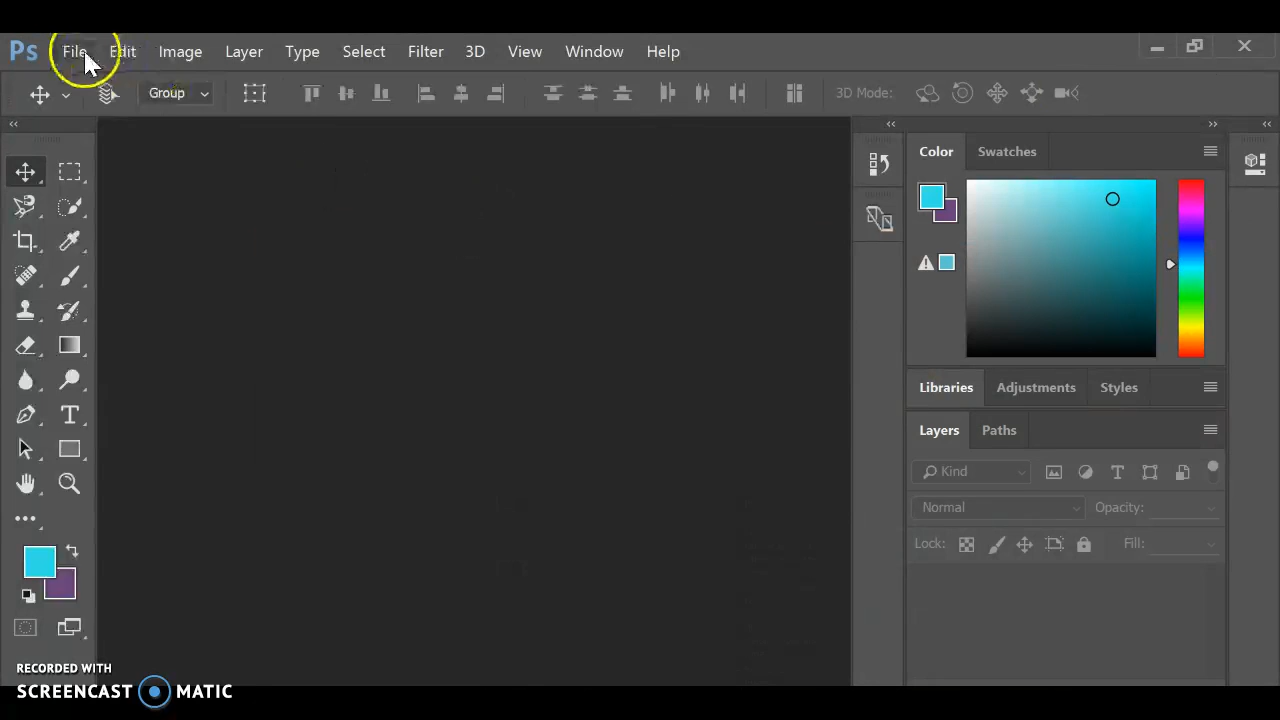 Ps File Edit Image Layer Type Select Filter 3D View Window Help
Group 3D Mode:
Color Swatches
Libraries Adjustments Styles
Layers Paths
Kind
Normal Opacity:
Lock: Fill:
RECORDED WITH
SCREENCAST MATIC